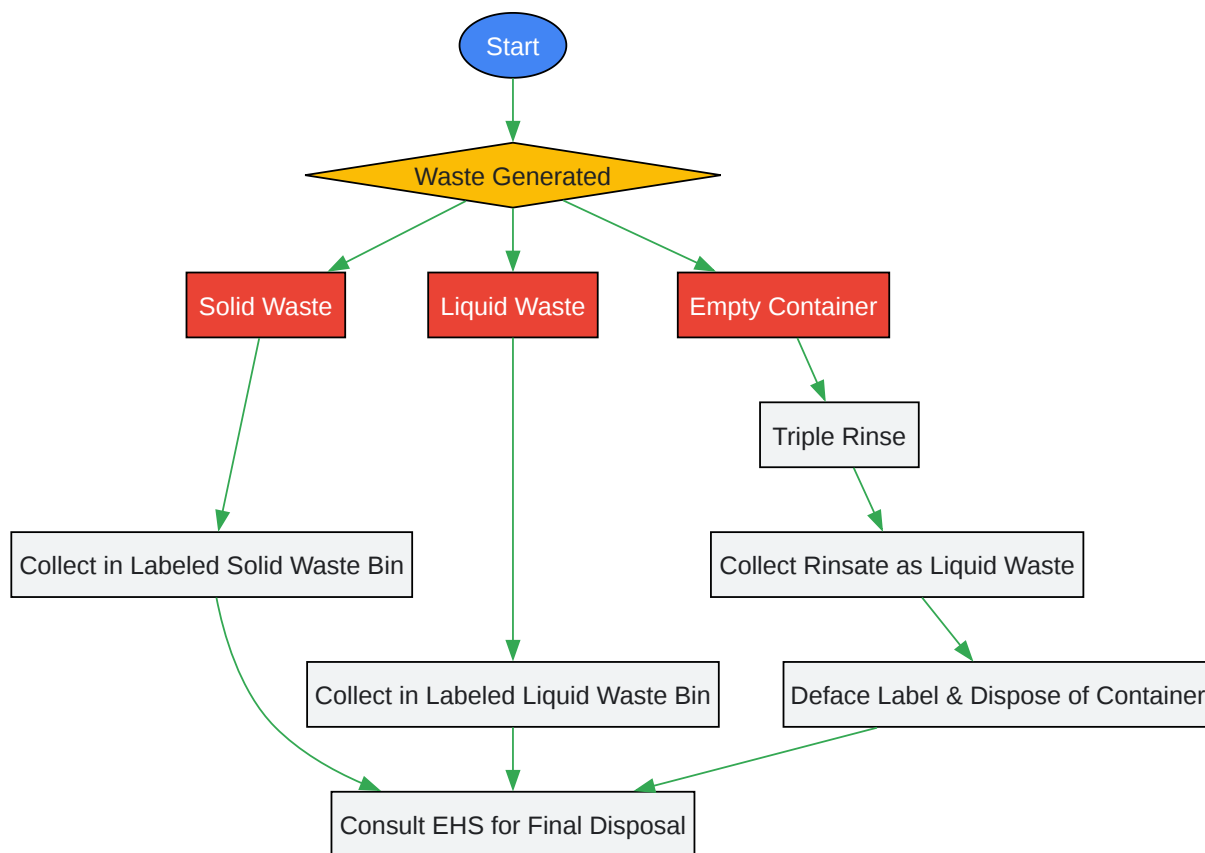 Start
Waste Generated
Solid Waste
Liquid Waste
Empty Container
Triple Rinse
Collect in Labeled Solid Waste Bin
Collect Rinsate as Liquid Waste
Collect in Labeled Liquid Waste Bin
Deface Label & Dispose of Container
Consult EHS for Final Disposal